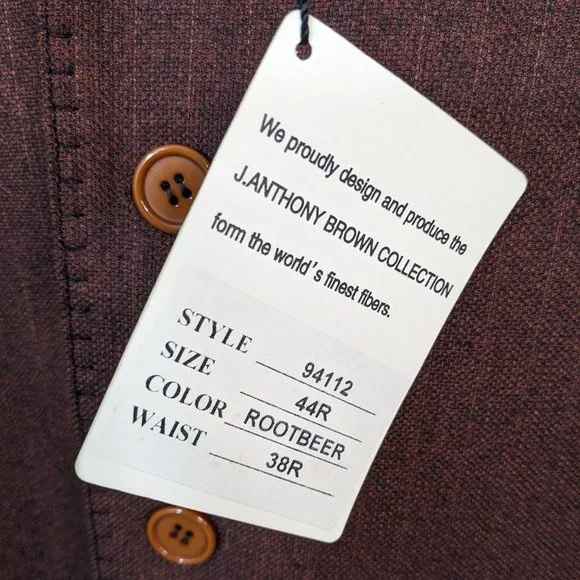 We proudly design and produce the
J.ANTHONY BROWN COLLECTION
form the world's finest fibers.
STYLE 94112
SIZE 44R
COLOR ROOTBEER
WAIST 38R